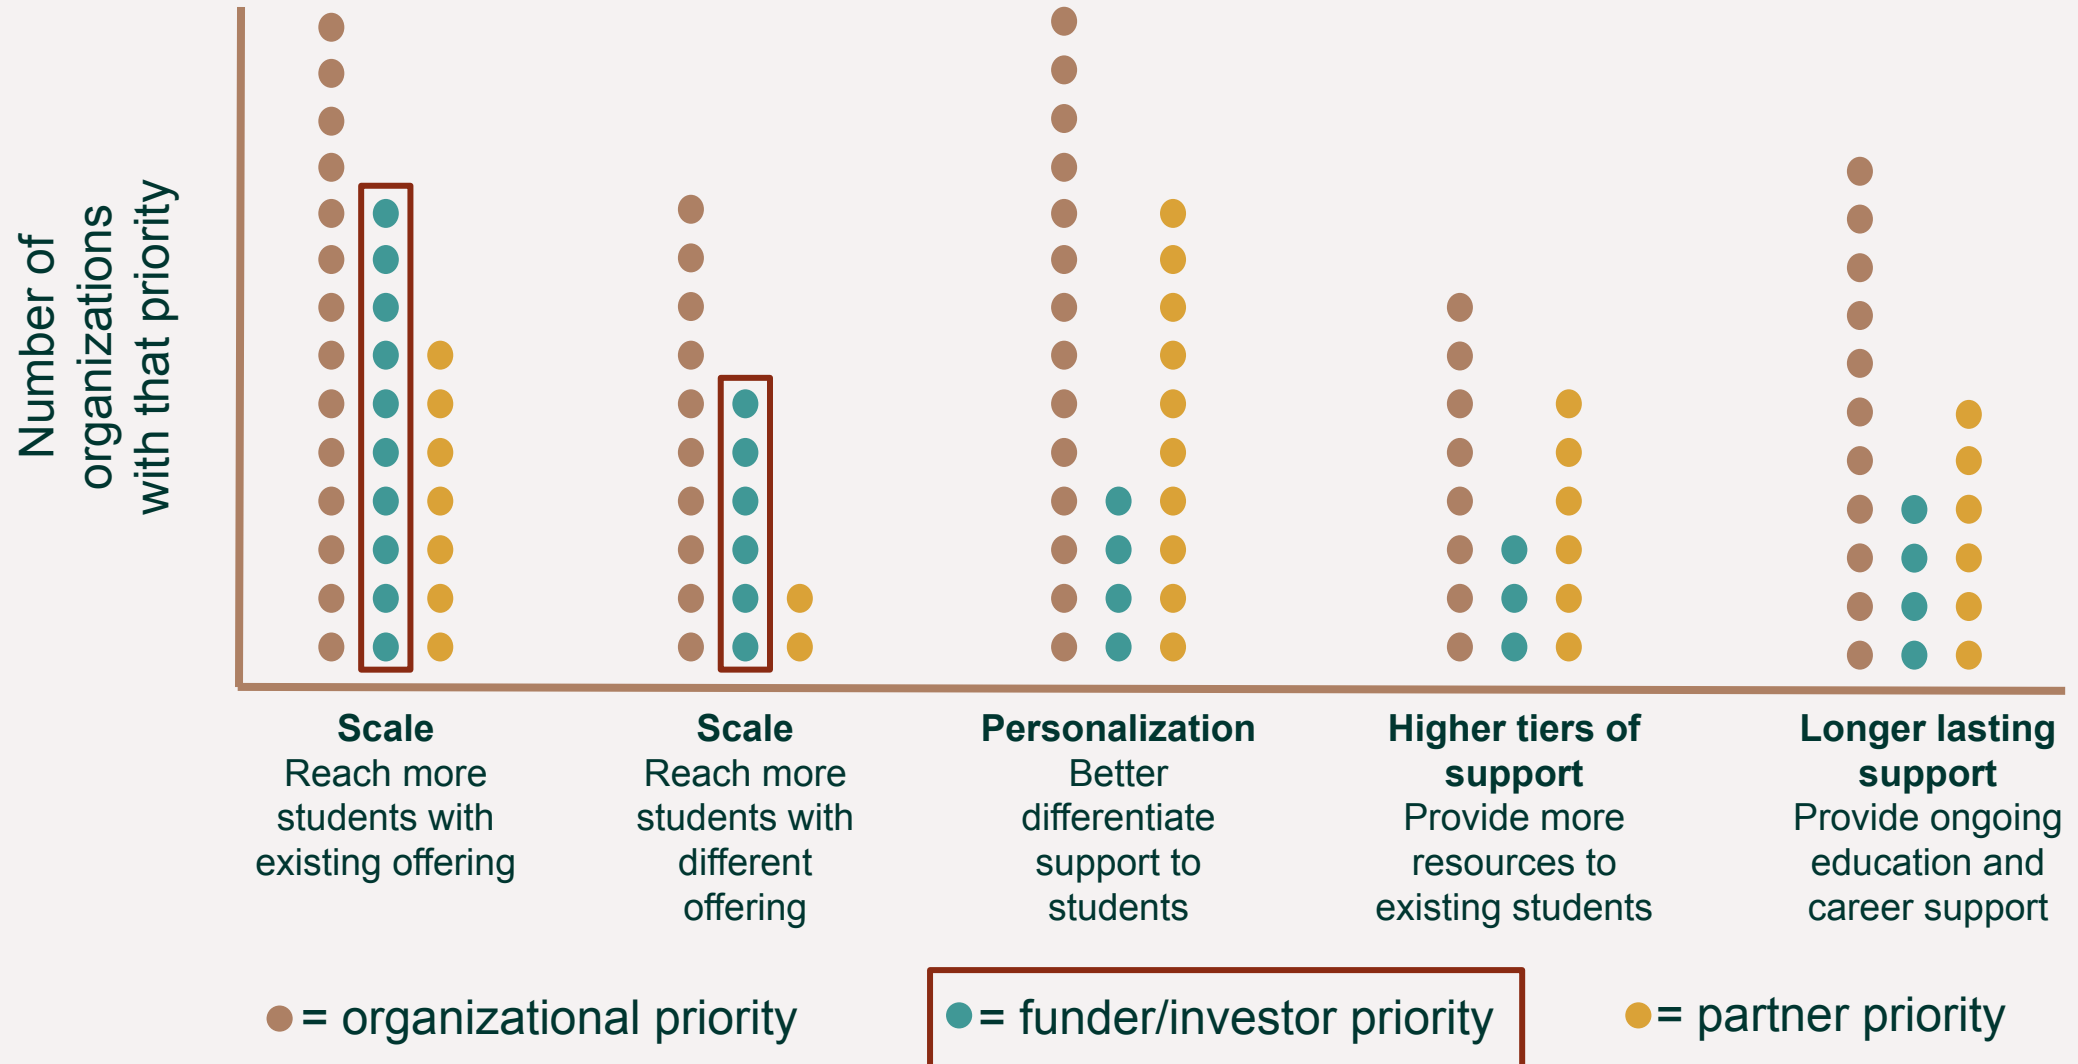 Number of
organizations
with that priority
Scale
Reach more
students with
existing offering
Scale
Reach more
students with
different
offering
Personalization
Better
differentiate
support to
students
Higher tiers of
support
Provide more
resources to
existing students
Longer lasting
support
Provide ongoing
education and
career support
= organizational priority
= funder/investor priority
= partner priority